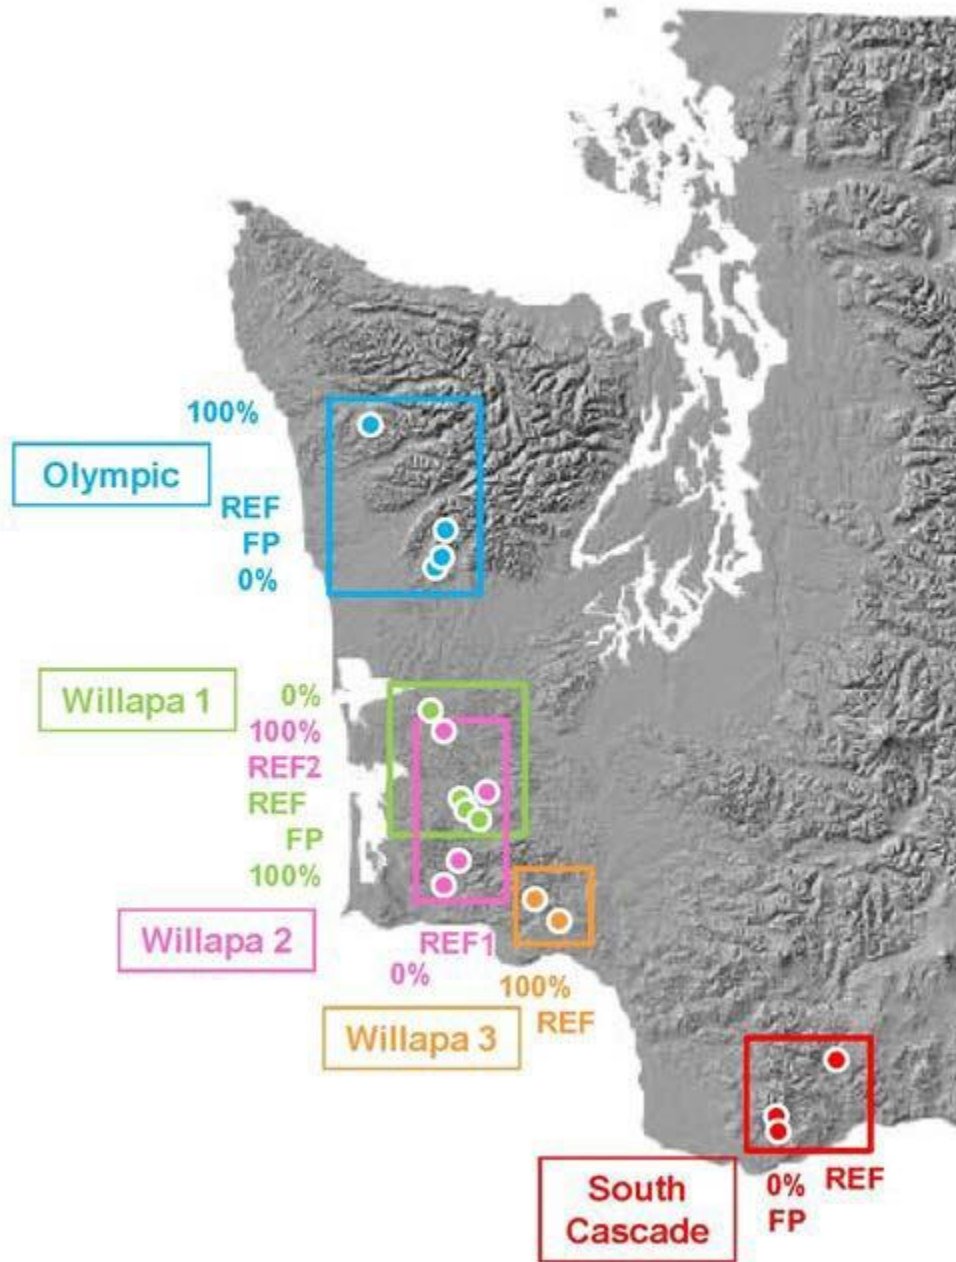 100%
Olympic
REF
FP
0%
Willapa 1
0%
100%
REF2
REF
FP
100%
Willapa 2
REF1
0%
100%
REF
Willapa 3
South
Cascade
0% REF
FP